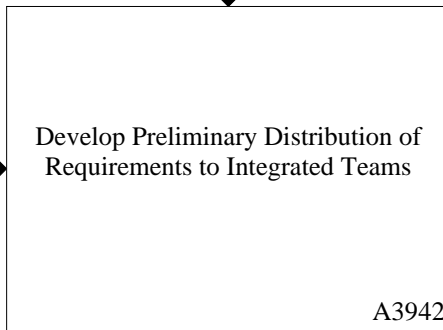 Develop Preliminary Distribution of
Requirements to Integrated Teams
A3942